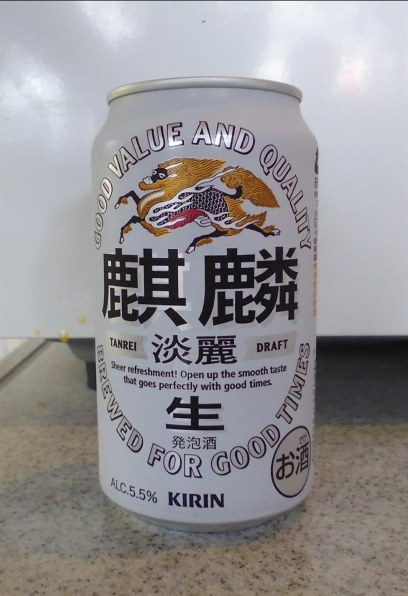 GOOD VALUE AND QUALITY
麒麟
TANREI 淡麗 DRAFT
Sheer refreshment! Open up the smooth taste
that goes perfectly with good times.
生
発泡酒
BREWED FOR GOOD TIMES
お酒
ALC.5.5% KIRIN